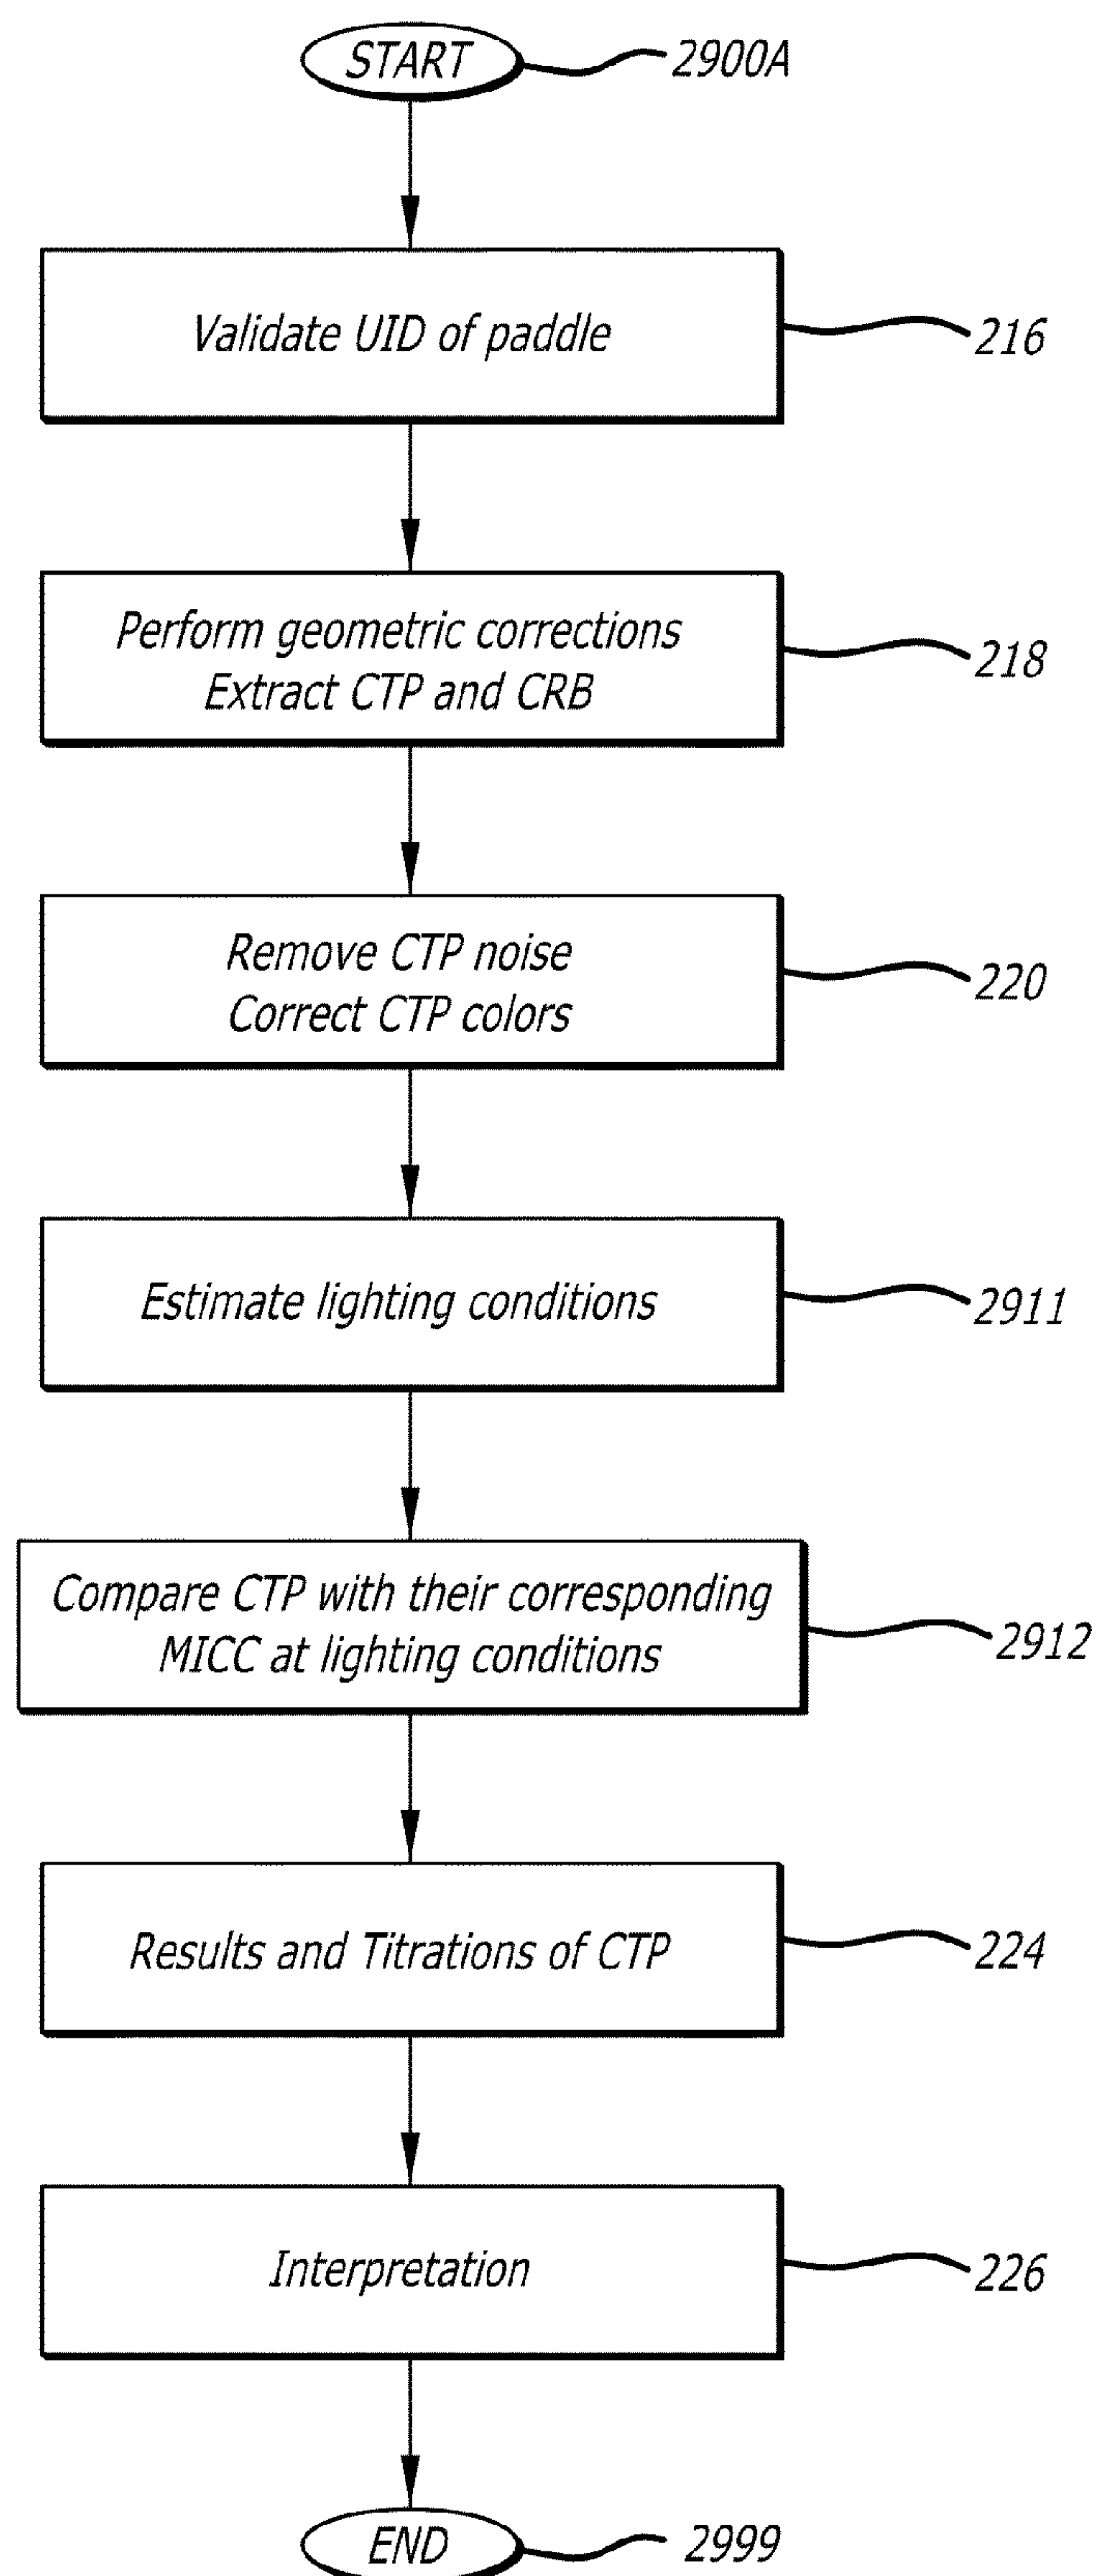 START
2900A
Validate UID of paddle
216
Perform geometric corrections
Extract CTP and CRB
218
Remove CTP noise
Correct CTP colors
220
Estimate lighting conditions
2911
Compare CTP with their corresponding
MICC at lighting conditions
2912
Results and Titrations of CTP
224
Interpretation
226
END
2999